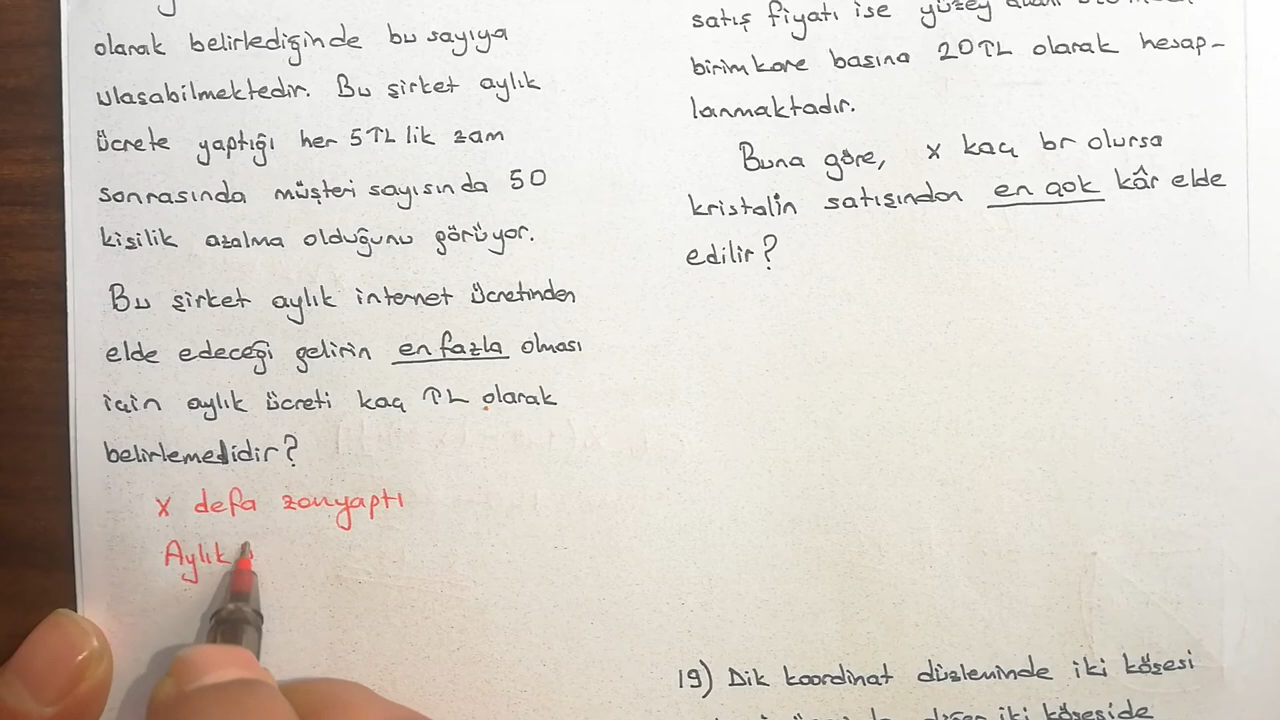 olarak belirlediğinde bu sayıya
ulaşabilmektedir. Bu şirket aylık
ücrete yaptığı her 5TL lik zam
sonrasında müşteri sayısında 50
kişilik azalma olduğunu görüyor.
Bu şirket aylık internet ücretinden
elde edeceği gelirin en fazla olması
için aylık ücreti kaç TL olarak
belirlemelidir?
x defa zam yaptı
Aylık
satış fiyatı ise yüzey
birimkare başına 20TL olarak hesap-
lanmaktadır.
Buna göre, x kaç br olursa
kristalin satışından en çok kâr elde
edilir?
19) Dik koordinat düzleminde iki köşesi
diğer iki köşeside